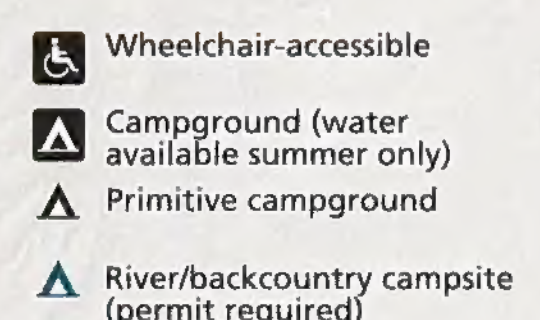 Wheelchair-accessible
Campground (water
available summer only)
Primitive campground
River/backcountry campsite
(permit required)